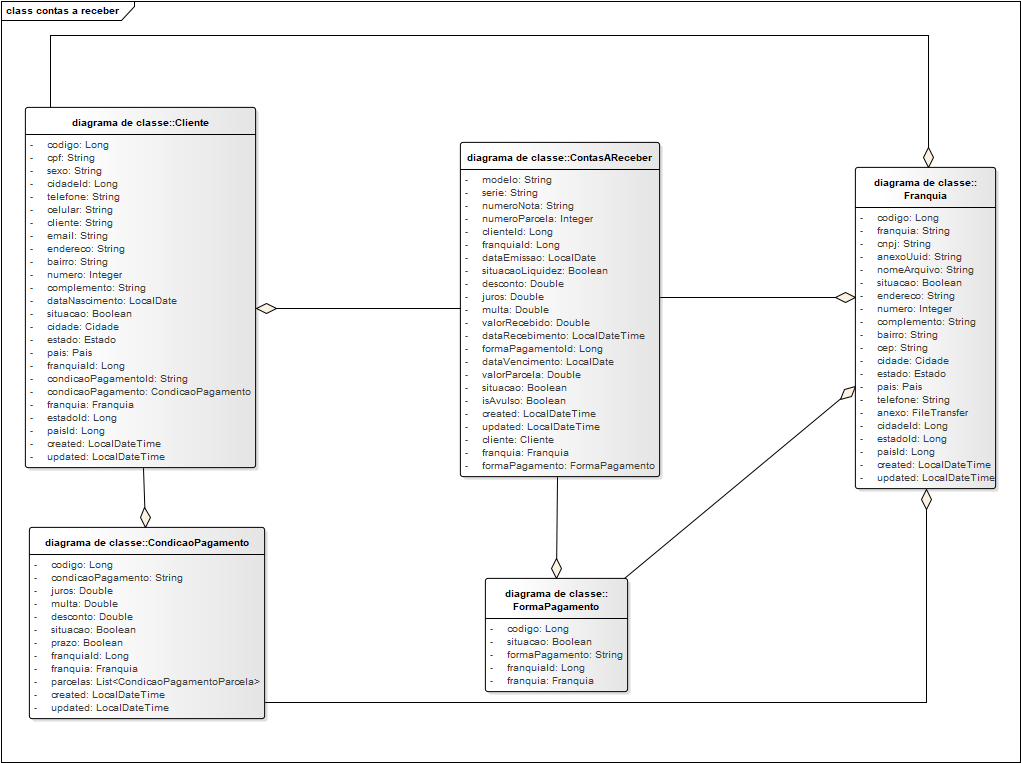 class contas a receber
diagrama de classe::Cliente
- codigo: Long
- cpf: String
- sexo: String
- cidadeId: Long
- telefone: String
- celular: String
- cliente: String
- email: String
- endereco: String
- bairro: String
- numero: Integer
- complemento: String
- dataNascimento: LocalDate
- situacao: Boolean
- cidade: Cidade
- estado: Estado
- pais: Pais
- franquiaId: Long
- condicaoPagamentoId: String
- condicaoPagamento: CondicaoPagamento
- franquia: Franquia
- estadoId: Long
- paisId: Long
- created: LocalDateTime
- updated: LocalDateTime
diagrama de classe::ContasAReceber
- modelo: String
- serie: String
- numeroNota: String
- numeroParcela: Integer
- clienteId: Long
- franquiaId: Long
- dataEmissao: LocalDate
- situacaoLiquidez: Boolean
- desconto: Double
- juros: Double
- multa: Double
- valorRecebido: Double
- dataRecebimento: LocalDateTime
- formaPagamentoId: Long
- dataVencimento: LocalDate
- valorParcela: Double
- situacao: Boolean
- isAvulso: Boolean
- created: LocalDateTime
- updated: LocalDateTime
- cliente: Cliente
- franquia: Franquia
- formaPagamento: FormaPagamento
diagrama de classe::
Franquia
- codigo: Long
- franquia: String
- cnpj: String
- anexoUuid: String
- nomeArquivo: String
- situacao: Boolean
- endereco: String
- numero: Integer
- complemento: String
- bairro: String
- cep: String
- cidade: Cidade
- estado: Estado
- pais: Pais
- telefone: String
- anexo: FileTransfer
- cidadeId: Long
- estadoId: Long
- paisId: Long
- created: LocalDateTime
- updated: LocalDateTime
diagrama de classe::CondicaoPagamento
- codigo: Long
- condicaoPagamento: String
- juros: Double
- multa: Double
- desconto: Double
- situacao: Boolean
- prazo: Boolean
- franquiaId: Long
- franquia: Franquia
- parcelas: List<CondicaoPagamentoParcela>
- created: LocalDateTime
- updated: LocalDateTime
diagrama de classe::
FormaPagamento
- codigo: Long
- situacao: Boolean
- formaPagamento: String
- franquiaId: Long
- franquia: Franquia